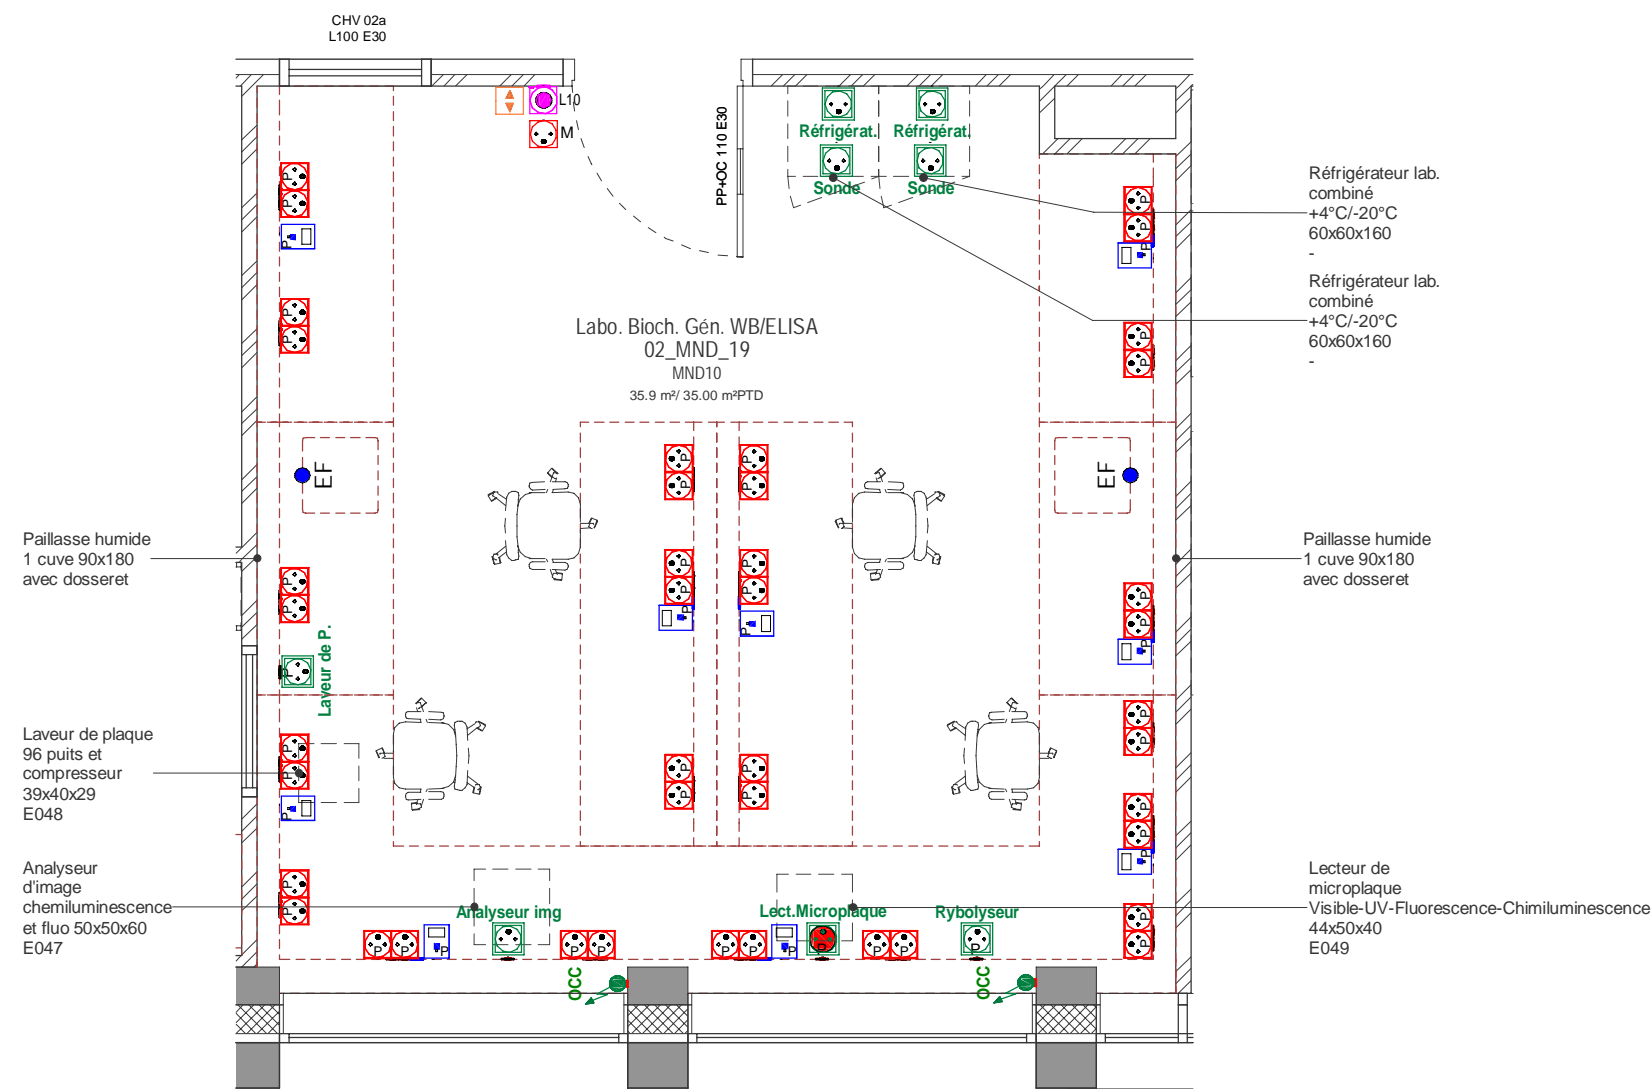 CHV 02a
L100 E30
L10
M
PP+OC 110 E30
Réfrigérat.
Réfrigérat.
Sonde
Sonde
Réfrigérateur lab.
combiné
+4°C/-20°C
60x60x160
-
Réfrigérateur lab.
combiné
+4°C/-20°C
60x60x160
-
Labo. Bioch. Gén. WB/ELISA
02_MND_19
MND10
35.9 m²/ 35.00 m²PTD
EF
EF
Paillasse humide
1 cuve 90x180
avec dosseret
Paillasse humide
1 cuve 90x180
avec dosseret
Laveur de P.
Laveur de plaque
96 puits et
compresseur
39x40x29
E048
Analyseur
d'image
chemiluminescence
et fluo 50x50x60
E047
Analyseur img
Lect.Microplaque
Rybolyseur
Lecteur de
microplaque
Visible-UV-Fluorescence-Chimiluminescence
44x50x40
E049
OCC
OCC